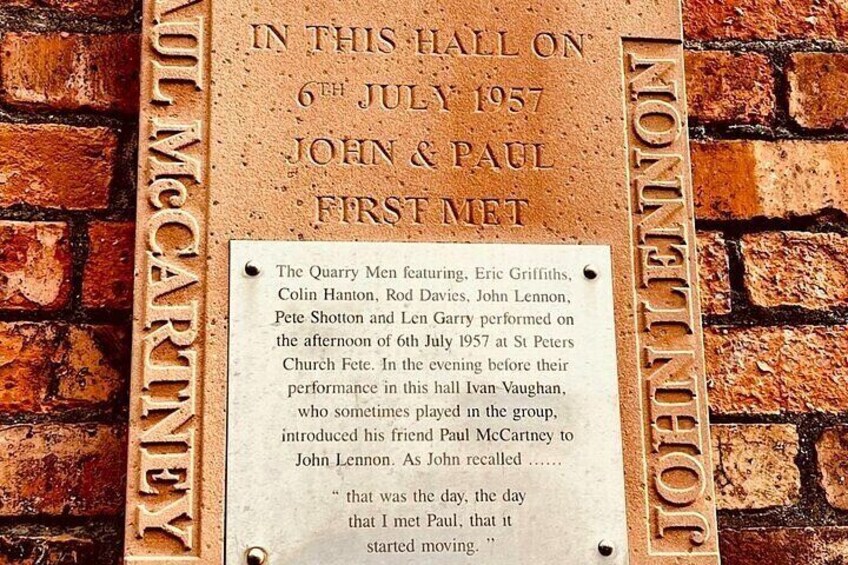 PAUL McCARTNEY
IN THIS HALL ON
6TH JULY 1957
JOHN & PAUL
FIRST MET
JOHN LENNON
The Quarry Men featuring, Eric Griffiths,
Colin Hanton, Rod Davies, John Lennon,
Pete Shotton and Len Garry performed on
the afternoon of 6th July 1957 at St Peters
Church Fete. In the evening before their
performance in this hall Ivan Vaughan,
who sometimes played in the group,
introduced his friend Paul McCartney to
John Lennon. As John recalled ......
“ that was the day, the day
that I met Paul, that it
started moving. ”